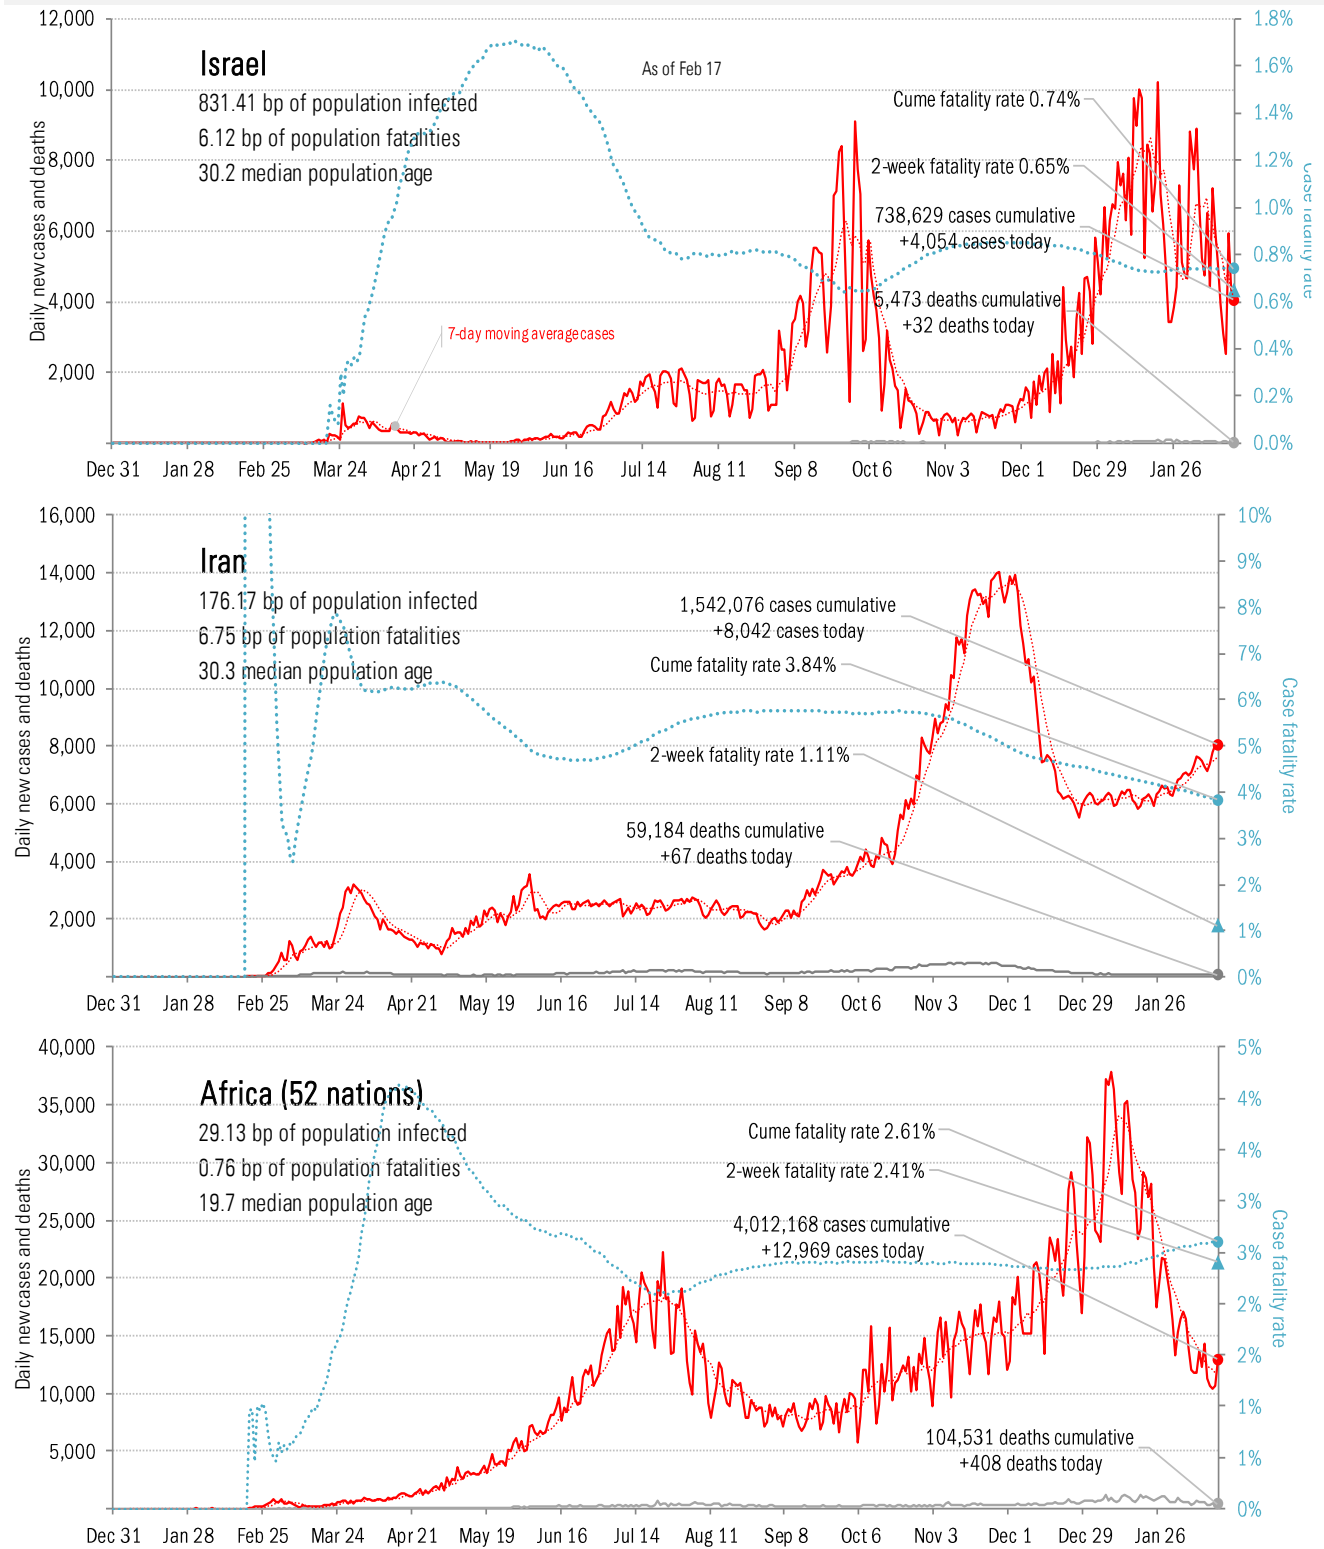 12,000
10,000
8,000
6,000
4,000
2,000
Daily new cases and deaths
Israel
831.41 bp of population infected
6.12 bp of population fatalities
30.2 median population age
As of Feb 17
7-day moving average cases
Cume fatality rate 0.74%
2-week fatality rate 0.65%
738,629 cases cumulative
+4,054 cases today
5,473 deaths cumulative
+32 deaths today
1.8%
1.6%
1.4%
1.2%
1.0%
0.8%
0.6%
0.4%
0.2%
0.0%
Case fatality rate
Dec 31 Jan 28 Feb 25 Mar 24 Apr 21 May 19 Jun 16 Jul 14 Aug 11 Sep 8 Oct 6 Nov 3 Dec 1 Dec 29 Jan 26
16,000
14,000
12,000
10,000
8,000
6,000
4,000
2,000
Daily new cases and deaths
Iran
176.17 bp of population infected
6.75 bp of population fatalities
30.3 median population age
1,542,076 cases cumulative
+8,042 cases today
Cume fatality rate 3.84%
2-week fatality rate 1.11%
59,184 deaths cumulative
+67 deaths today
10%
9%
8%
7%
6%
5%
4%
3%
2%
1%
0%
Case fatality rate
Dec 31 Jan 28 Feb 25 Mar 24 Apr 21 May 19 Jun 16 Jul 14 Aug 11 Sep 8 Oct 6 Nov 3 Dec 1 Dec 29 Jan 26
40,000
35,000
30,000
25,000
20,000
15,000
10,000
5,000
Daily new cases and deaths
Africa (52 nations)
29.13 bp of population infected
0.76 bp of population fatalities
19.7 median population age
Cume fatality rate 2.61%
2-week fatality rate 2.41%
4,012,168 cases cumulative
+12,969 cases today
104,531 deaths cumulative
+408 deaths today
5%
4%
4%
3%
3%
2%
2%
1%
1%
0%
Case fatality rate
Dec 31 Jan 28 Feb 25 Mar 24 Apr 21 May 19 Jun 16 Jul 14 Aug 11 Sep 8 Oct 6 Nov 3 Dec 1 Dec 29 Jan 26